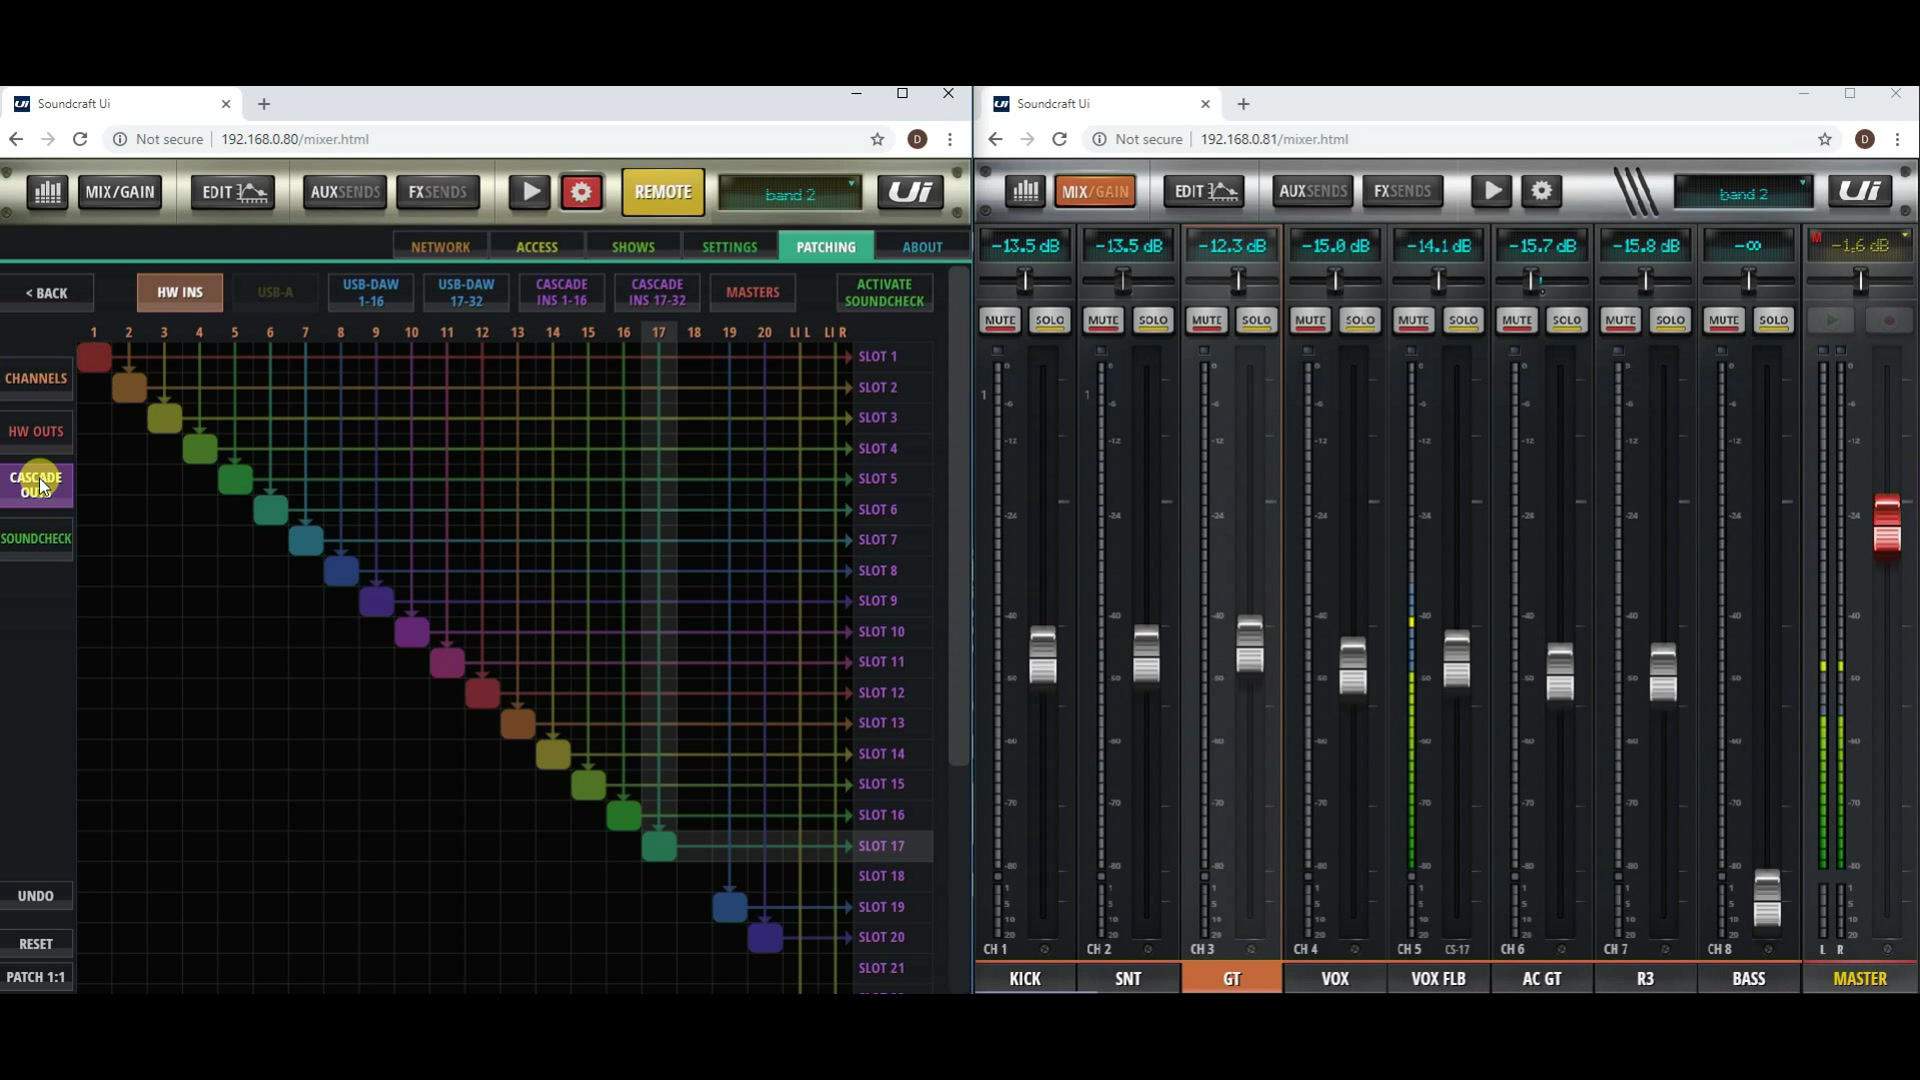 Soundcraft Ui
Not secure 192.168.0.80/mixer.html
MIX/GAIN EDIT AUXSENDS FXSENDS REMOTE band 2 Ui
NETWORK ACCESS SHOWS SETTINGS PATCHING ABOUT
< BACK HW INS USB-A USB-DAW 1-16 USB-DAW 17-32 CASCADE INS 1-16 CASCADE INS 17-32 MASTERS ACTIVATE SOUNDCHECK
1 2 3 4 5 6 7 8 9 10 11 12 13 14 15 16 17 18 19 20 LI L LI R
CHANNELS
HW OUTS
CASCADE
SOUNDCHECK
UNDO
RESET
PATCH 1:1
SLOT 1
SLOT 2
SLOT 3
SLOT 4
SLOT 5
SLOT 6
SLOT 7
SLOT 8
SLOT 9
SLOT 10
SLOT 11
SLOT 12
SLOT 13
SLOT 14
SLOT 15
SLOT 16
SLOT 17
SLOT 18
SLOT 19
SLOT 20
SLOT 21
Soundcraft Ui
Not secure 192.168.0.81/mixer.html
MIX/GAIN EDIT AUXSENDS FXSENDS band 2 Ui
-13.5 dB -13.5 dB -12.3 dB -15.0 dB -14.1 dB -15.7 dB -15.8 dB -∞ M -1.6 dB
MUTE SOLO MUTE SOLO MUTE SOLO MUTE SOLO MUTE SOLO MUTE SOLO MUTE SOLO MUTE SOLO
CH 1 CH 2 CH 3 CH 4 CH 5 CS-17 CH 6 CH 7 CH 8 L R
KICK SNT GT VOX VOX FLB AC GT R3 BASS MASTER